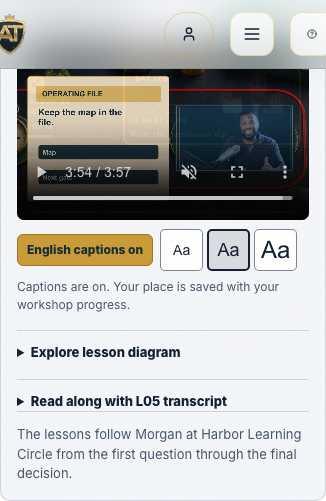 AT
OPERATING FILE
Keep the map in the
file.
Map
3:54 / 3:57
English captions on
Aa
Aa
Aa
Captions are on. Your place is saved with your
workshop progress.
Explore lesson diagram
Read along with L05 transcript
The lessons follow Morgan at Harbor Learning
Circle from the first question through the final
decision.